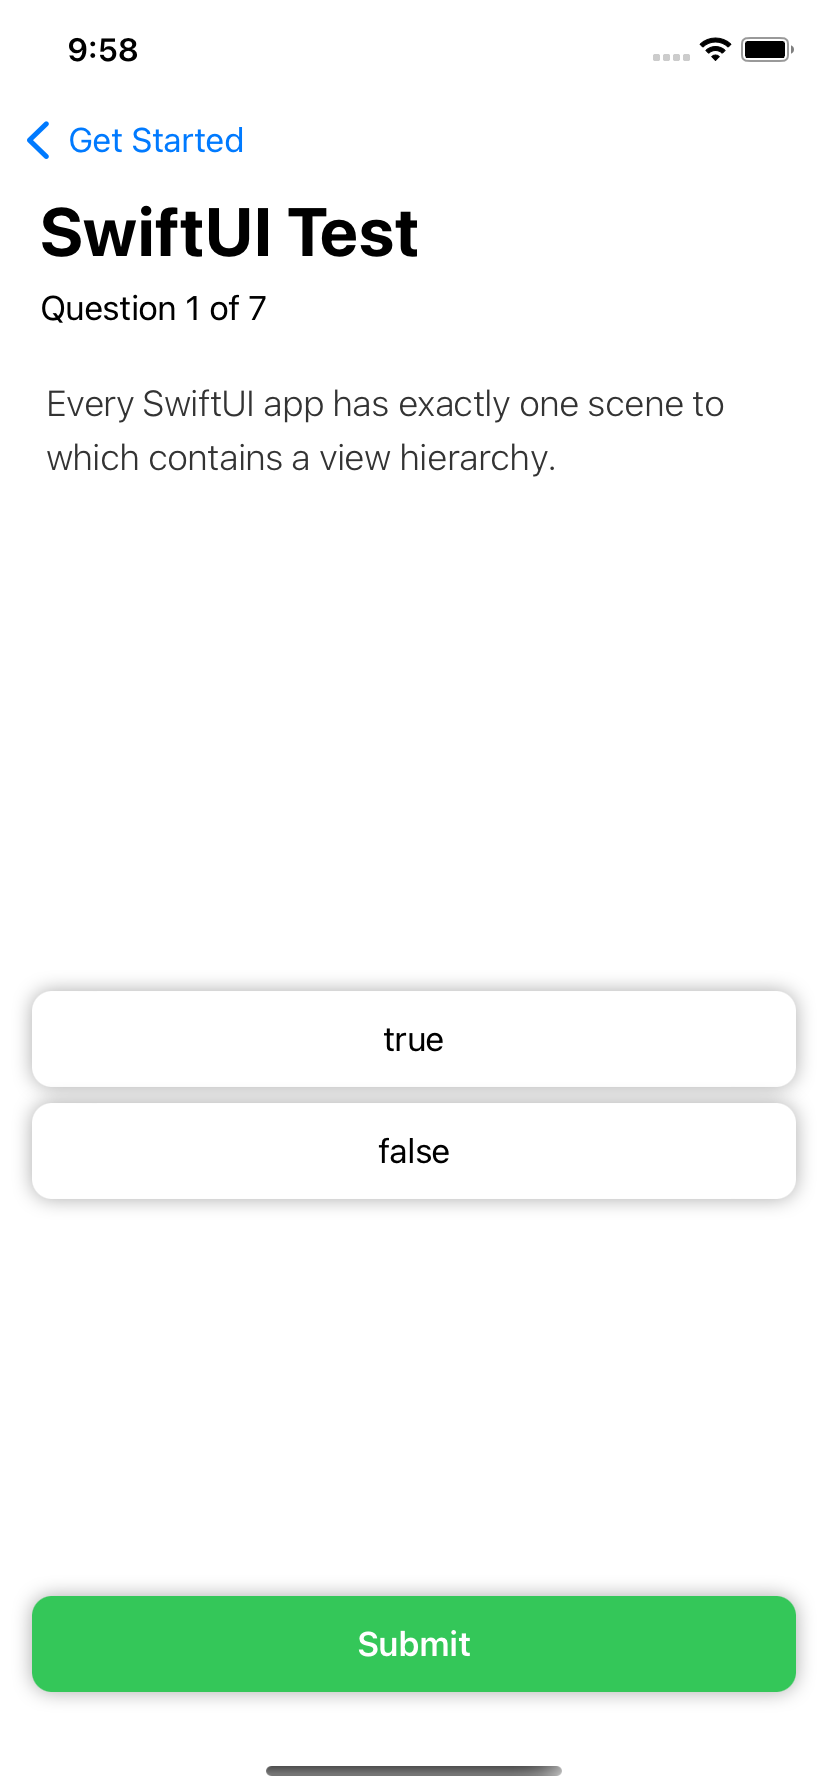 9:58
Get Started
SwiftUI Test
Question 1 of 7
Every SwiftUI app has exactly one scene to
which contains a view hierarchy.
true
false
Submit